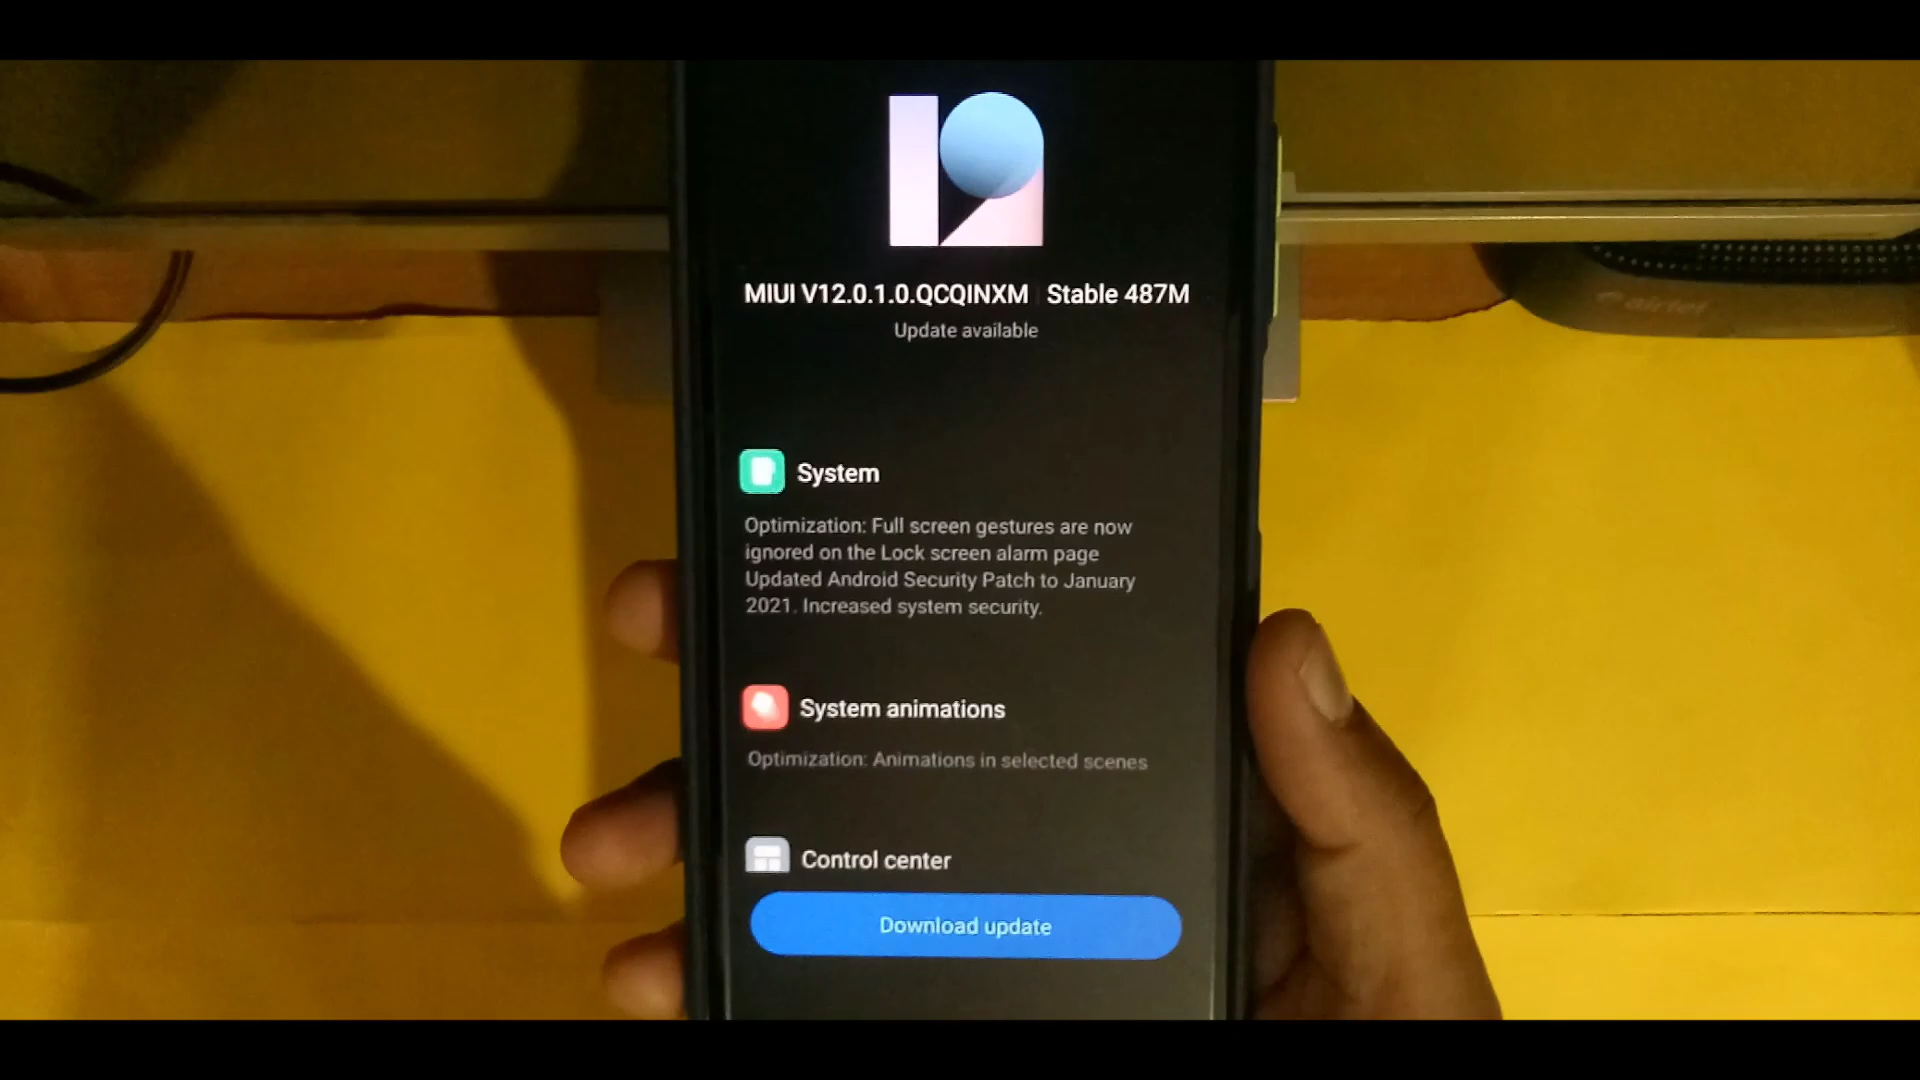 MIUI V12.0.1.0.QCQINXM | Stable 487M
Update available
System
Optimization: Full screen gestures are now
ignored on the Lock screen alarm page
Updated Android Security Patch to January
2021. Increased system security.
System animations
Optimization: Animations in selected scenes
Control center
Download update
airtel